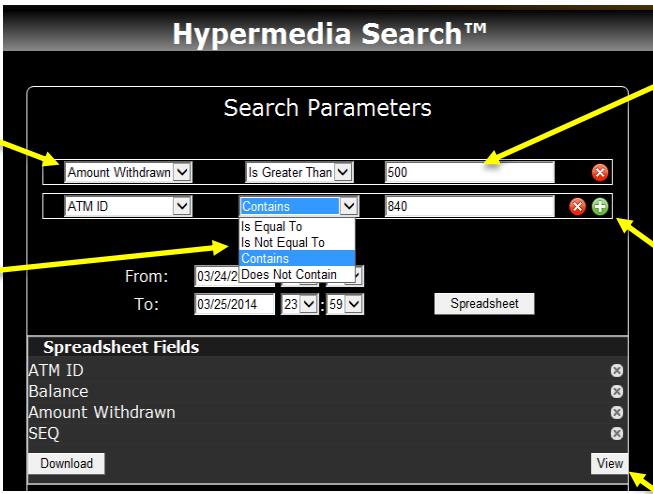 Hypermedia Search™
Search Parameters
Amount Withdrawn Is Greater Than 500
ATM ID Contains 840
Is Equal To
Is Not Equal To
Contains
Does Not Contain
From: 03/24/2
To: 03/25/2014 23 : 59 Spreadsheet
Spreadsheet Fields
ATM ID
Balance
Amount Withdrawn
SEQ
Download View